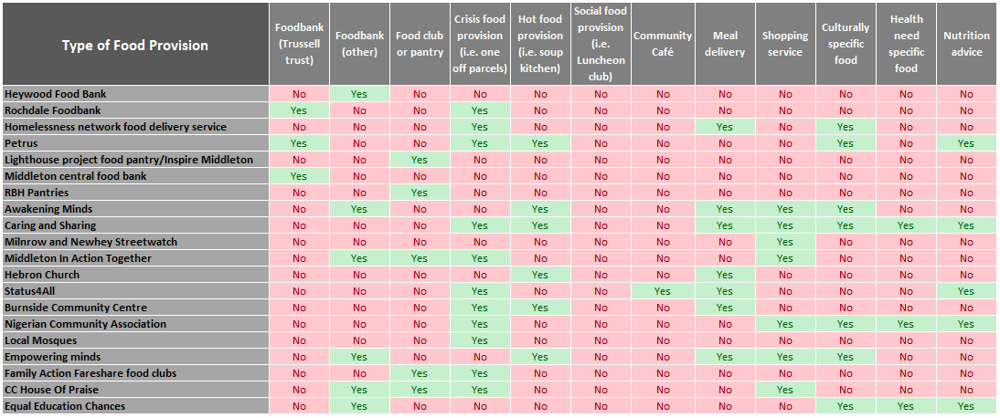 Type of Food Provision Foodbank (Trussell trust) Foodbank (other) Food club or pantry Crisis food provision (i.e. one off parcels) Hot food provision (i.e. soup kitchen) Social food provision (i.e. Luncheon club) Community Café Meal delivery Shopping service Culturally specific food Health need specific food Nutrition advice
Heywood Food Bank No Yes No No No No No No No No No No
Rochdale Foodbank Yes No No Yes No No No No No No No No
Homelessness network food delivery service No No No Yes No No No Yes No Yes No No
Petrus Yes No No Yes Yes No No No No Yes No Yes
Lighthouse project food pantry/Inspire Middleton No No Yes No No No No No No No No No
Middleton central food bank Yes No No No No No No No No No No No
RBH Pantries No No Yes No No No No No No No No No
Awakening Minds No Yes No No Yes No No Yes Yes Yes No No
Caring and Sharing No No No Yes Yes No No Yes Yes Yes Yes Yes
Milnrow and Newhey Streetwatch No No No No No No No No Yes No No No
Middleton In Action Together No Yes Yes Yes No No No No Yes No No No
Hebron Church No No No No Yes No No Yes No No No No
Status4All No No No Yes No No Yes Yes No No No Yes
Burnside Community Centre No No No Yes Yes No No Yes No No No No
Nigerian Community Association No No No Yes No No No No Yes Yes Yes Yes
Local Mosques No No No Yes No No No No No No No No
Empowering minds No Yes No No Yes No No Yes Yes Yes No No
Family Action Fareshare food clubs No No Yes Yes No No No No No No No No
CC House Of Praise No Yes Yes Yes No No No No Yes No No No
Equal Education Chances No Yes No No No No No No No Yes Yes Yes